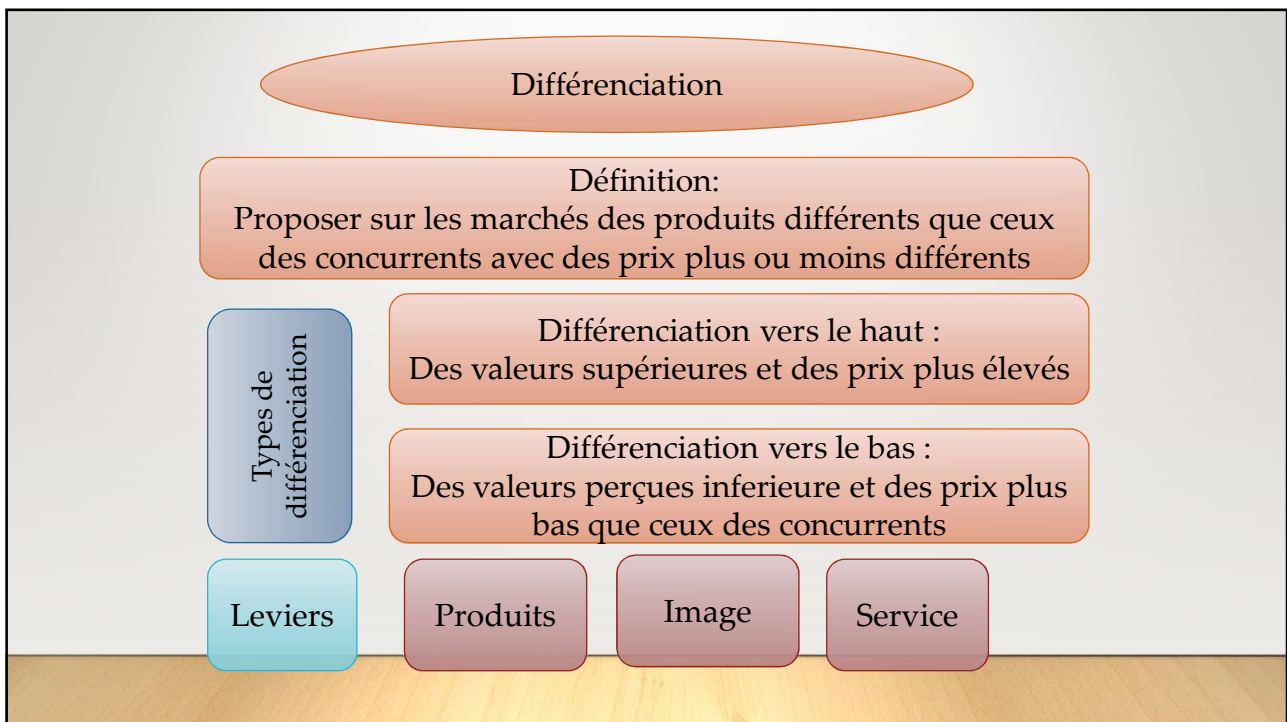 Différenciation
Définition:
Proposer sur les marchés des produits différents que ceux
des concurrents avec des prix plus ou moins différents
Types de
différenciation
Différenciation vers le haut :
Des valeurs supérieures et des prix plus élevés
Différenciation vers le bas :
Des valeurs perçues inferieure et des prix plus
bas que ceux des concurrents
Leviers
Produits
Image
Service